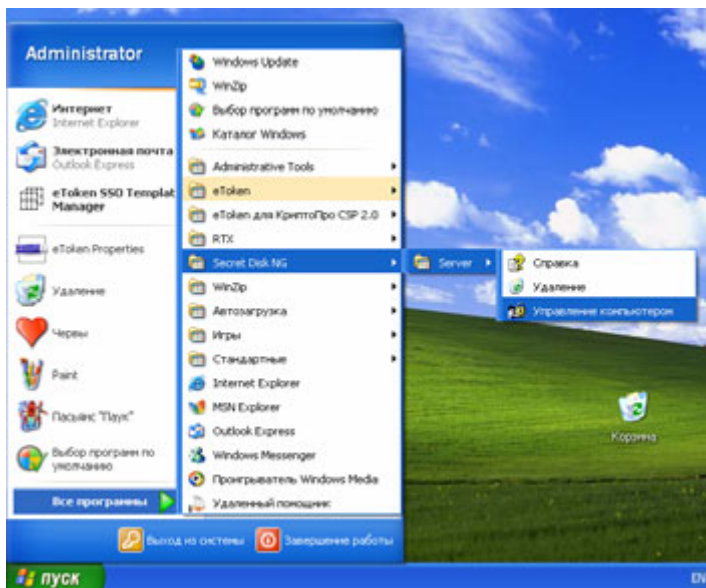 Administrator
Интернет
Internet Explorer
Электронная почта
Outlook Express
eToken SSO Templat
Manager
eToken Properties
Удаление
Червы
Paint
Пасьянс "Паук"
Выбор программ по
умолчанию
Все программы
Windows Update
WinZip
Выбор программ по умолчанию
Каталог Windows
Administrative Tools
eToken
eToken для КриптоПро CSP 2.0
RTX
Secret Disk NG
WinZip
Автозагрузка
Игры
Стандартные
Internet Explorer
MSN Explorer
Outlook Express
Windows Messenger
Проигрыватель Windows Media
Удаленный помощник
Server
Справка
Удаление
Управление компьютером
Корзина
Выход из системы
Завершение работы
пуск
EN